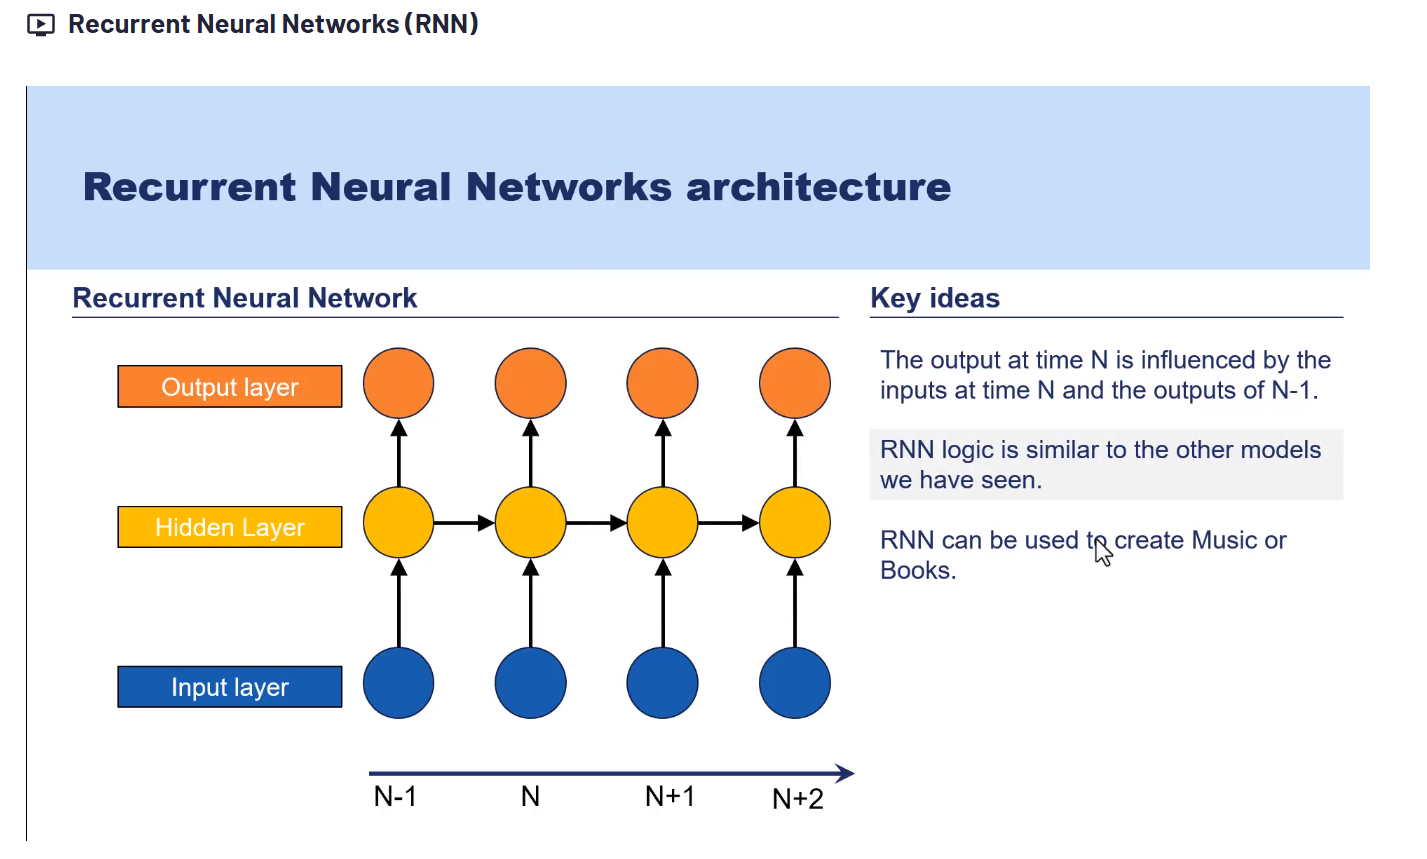 Recurrent Neural Networks (RNN)
Recurrent Neural Networks architecture
Recurrent Neural Network
Output layer
Hidden Layer
Input layer
N-1
N
N+1
N+2
Key ideas
The output at time N is influenced by the
inputs at time N and the outputs of N-1.
RNN logic is similar to the other models
we have seen.
RNN can be used to create Music or
Books.